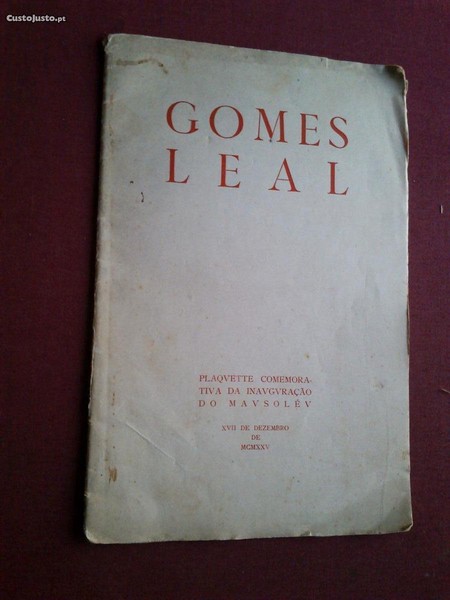 CustoJusto.pt
GOMES
LEAL
PLAQVETTE COMEMORA-
TIVA DA INAVGVRAÇÃO
DO MAVSOLÉV
XVII DE DEZEMBRO
DE
MCMXXV